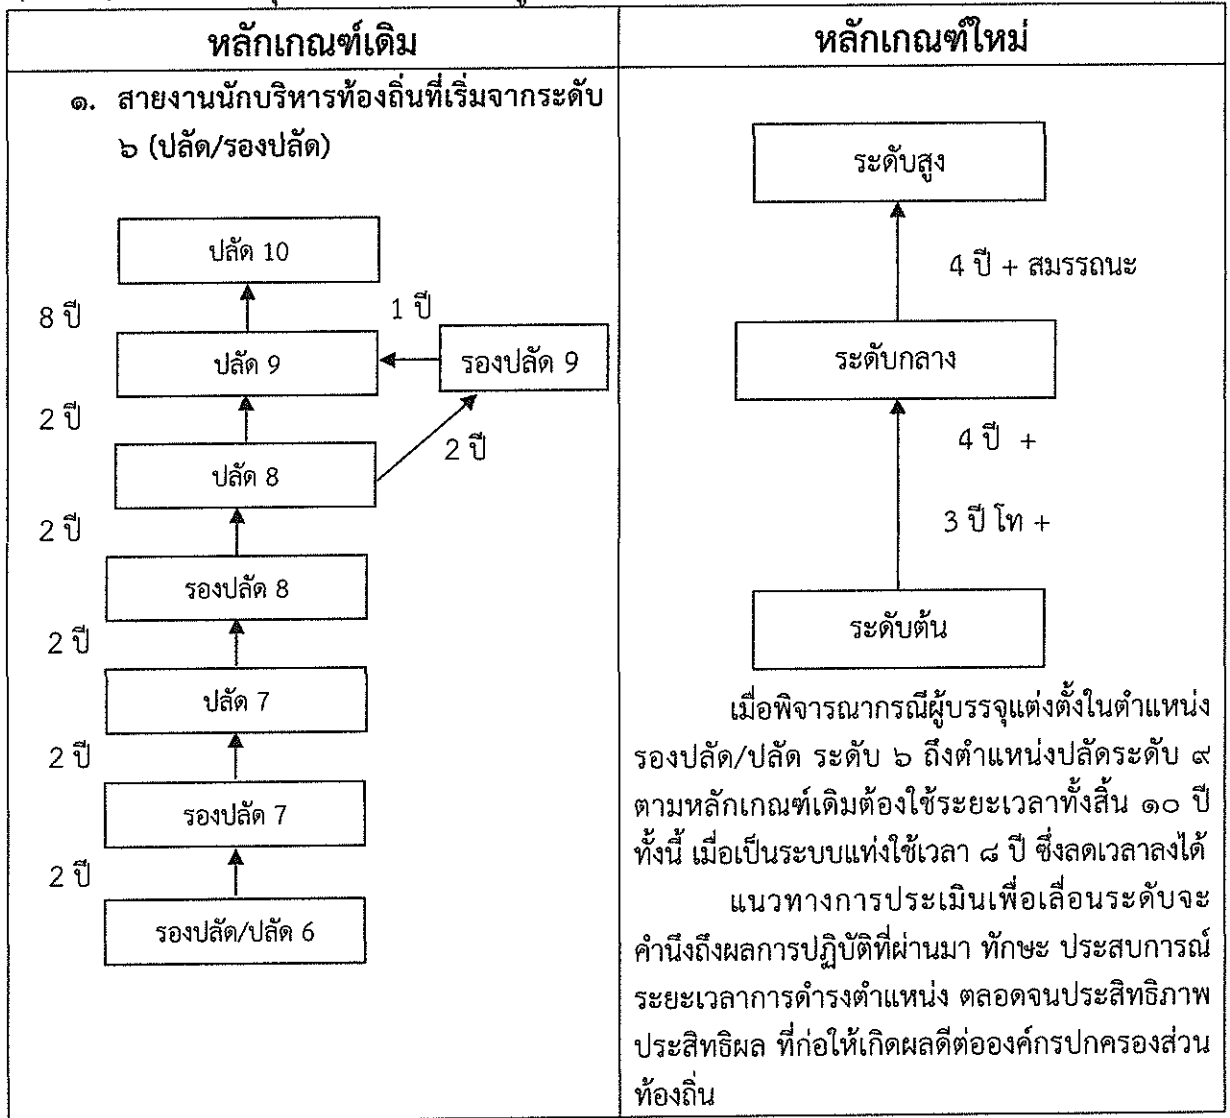 หลักเกณฑ์เดิม
๑. สายงานนักบริหารท้องถิ่นที่เริ่มจากระดับ
๖ (ปลัด/รองปลัด)
ปลัด 10
8 ปี
1 ปี
ปลัด 9
รองปลัด 9
2 ปี
2 ปี
ปลัด 8
2 ปี
รองปลัด 8
2 ปี
ปลัด 7
2 ปี
รองปลัด 7
2 ปี
รองปลัด/ปลัด 6
หลักเกณฑ์ใหม่
ระดับสูง
4 ปี + สมรรถนะ
ระดับกลาง
4 ปี +
3 ปี โท +
ระดับต้น
เมื่อพิจารณากรณีผู้บรรจุแต่งตั้งในตำแหน่ง
รองปลัด/ปลัด ระดับ ๖ ถึงตำแหน่งปลัดระดับ ๙
ตามหลักเกณฑ์เดิมต้องใช้ระยะเวลาทั้งสิ้น ๑๐ ปี
ทั้งนี้ เมื่อเป็นระบบแท่งใช้เวลา ๘ ปี ซึ่งลดเวลาลงได้
แนวทางการประเมินเพื่อเลื่อนระดับจะ
คำนึงถึงผลการปฏิบัติที่ผ่านมา ทักษะ ประสบการณ์
ระยะเวลาการดำรงตำแหน่ง ตลอดจนประสิทธิภาพ
ประสิทธิผล ที่ก่อให้เกิดผลดีต่อองค์กรปกครองส่วน
ท้องถิ่น